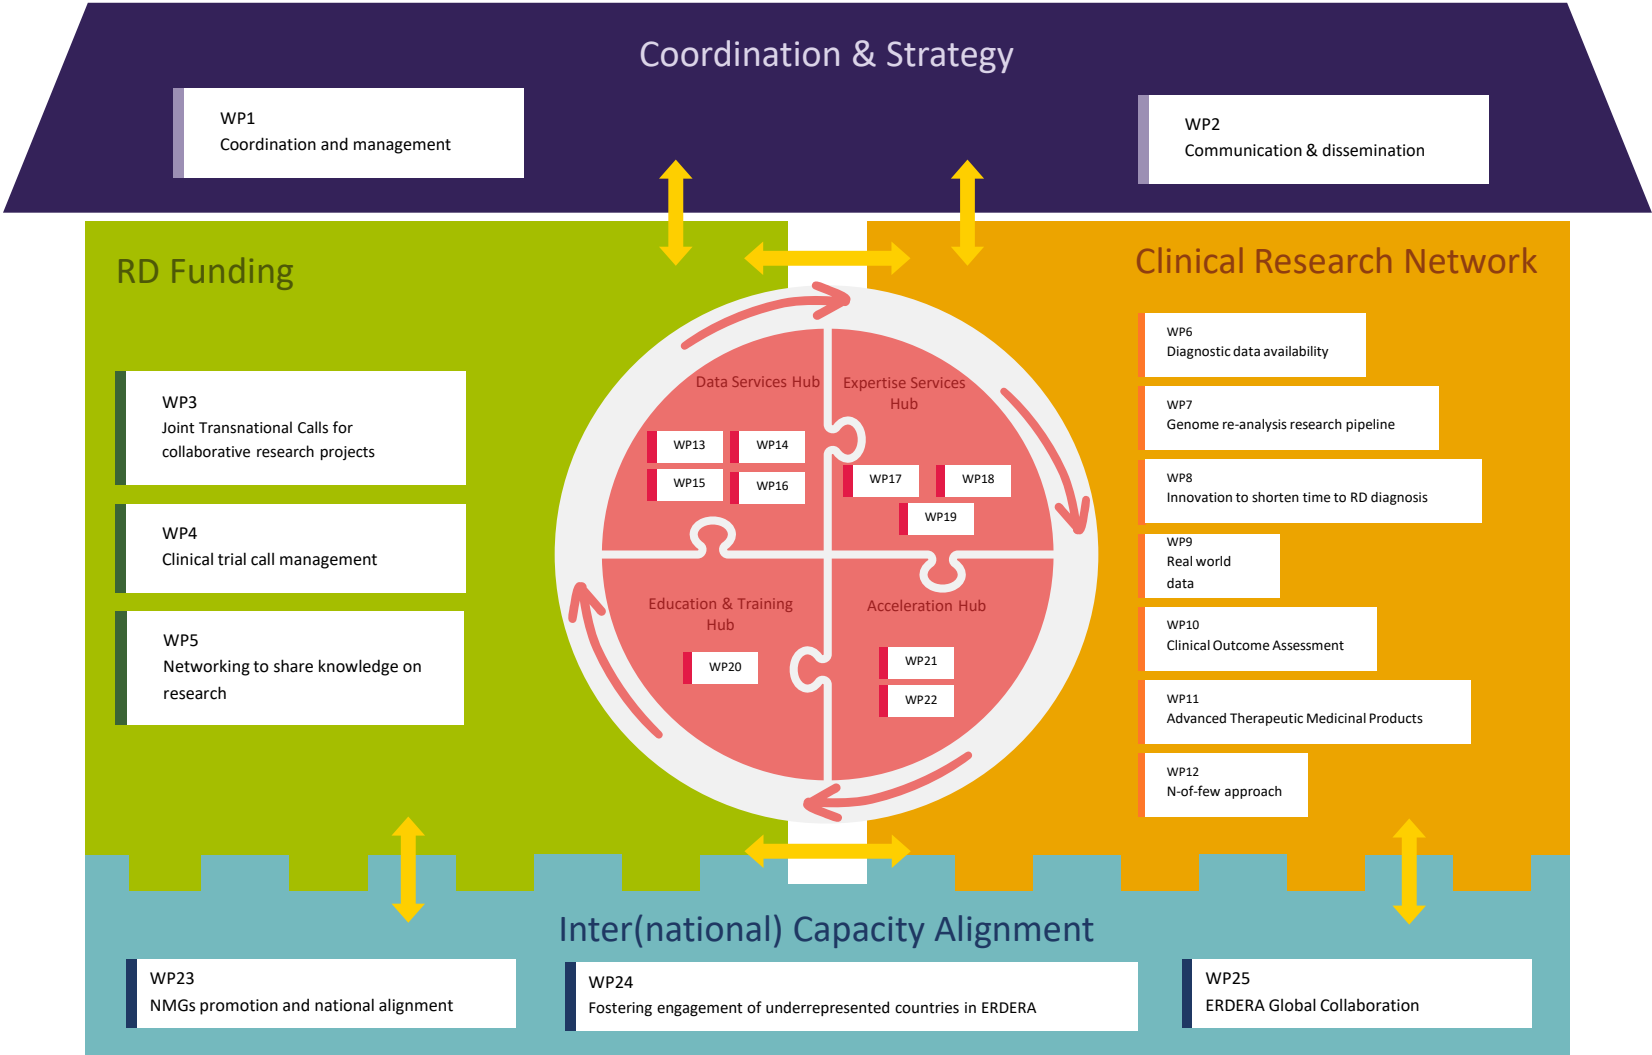 Coordination & Strategy
WP1
Coordination and management
WP2
Communication & dissemination
RD Funding
WP3
Joint Transnational Calls for
collaborative research projects
WP4
Clinical trial call management
WP5
Networking to share knowledge on
research
Data Services Hub
WP13
WP14
WP15
WP16
Expertise Services
Hub
WP17
WP18
WP19
Education & Training
Hub
WP20
Acceleration Hub
WP21
WP22
Clinical Research Network
WP6
Diagnostic data availability
WP7
Genome re-analysis research pipeline
WP8
Innovation to shorten time to RD diagnosis
WP9
Real world
data
WP10
Clinical Outcome Assessment
WP11
Advanced Therapeutic Medicinal Products
WP12
N-of-few approach
Inter(national) Capacity Alignment
WP23
NMGs promotion and national alignment
WP24
Fostering engagement of underrepresented countries in ERDERA
WP25
ERDERA Global Collaboration